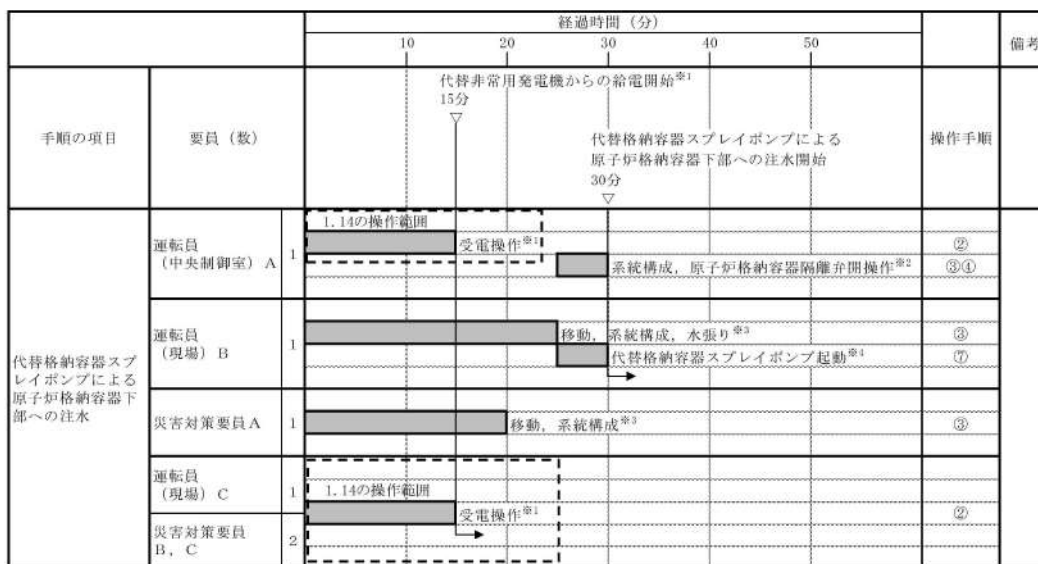 経過時間（分）
10 20 30 40 50
備考
手順の項目
要員（数）
操作手順
代替非常用発電機からの給電開始※1
15分
▽
代替格納容器スプレイポンプによる
原子炉格納容器下部への注水開始
30分
▽
代替格納容器スプ
レイポンプによる
原子炉格納容器下
部への注水
運転員
（中央制御室）A
1
1.14の操作範囲
受電操作※1
②
系統構成，原子炉格納容器隔離弁開操作※2
③④
運転員
（現場）B
1
移動，系統構成，水張り※3
③
代替格納容器スプレイポンプ起動※4
⑦
災害対策要員A
1
移動，系統構成※3
③
運転員
（現場）C
1
1.14の操作範囲
受電操作※1
②
災害対策要員
B，C
2